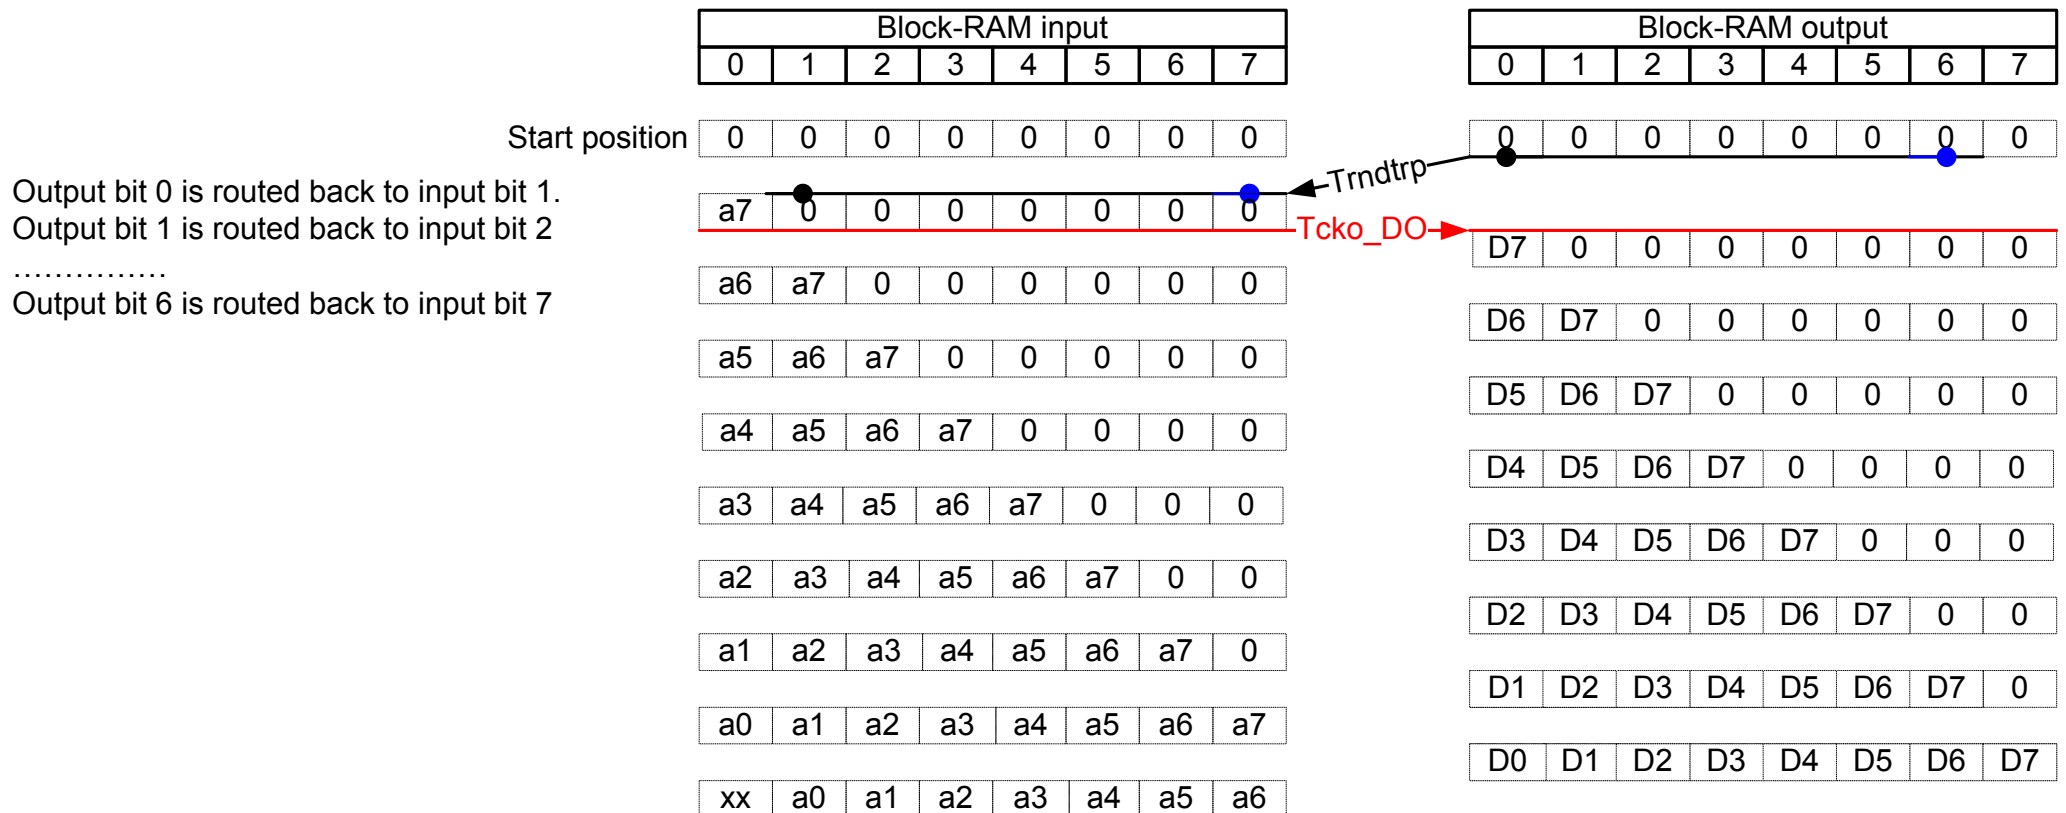 Block-RAM input Block-RAM output
0 1 2 3 4 5 6 7 0 1 2 3 4 5 6 7
Start position 0 0 0 0 0 0 0 0 0 0 0 0 0 0 0 0
Trndtrp
Output bit 0 is routed back to input bit 1.
a7 0 0 0 0 0 0 0
Output bit 1 is routed back to input bit 2
Tcko_DO
D7 0 0 0 0 0 0 0
...............
a6 a7 0 0 0 0 0 0
Output bit 6 is routed back to input bit 7
D6 D7 0 0 0 0 0 0
a5 a6 a7 0 0 0 0 0
D5 D6 D7 0 0 0 0 0
a4 a5 a6 a7 0 0 0 0
D4 D5 D6 D7 0 0 0 0
a3 a4 a5 a6 a7 0 0 0
D3 D4 D5 D6 D7 0 0 0
a2 a3 a4 a5 a6 a7 0 0
D2 D3 D4 D5 D6 D7 0 0
a1 a2 a3 a4 a5 a6 a7 0
D1 D2 D3 D4 D5 D6 D7 0
a0 a1 a2 a3 a4 a5 a6 a7
D0 D1 D2 D3 D4 D5 D6 D7
xx a0 a1 a2 a3 a4 a5 a6